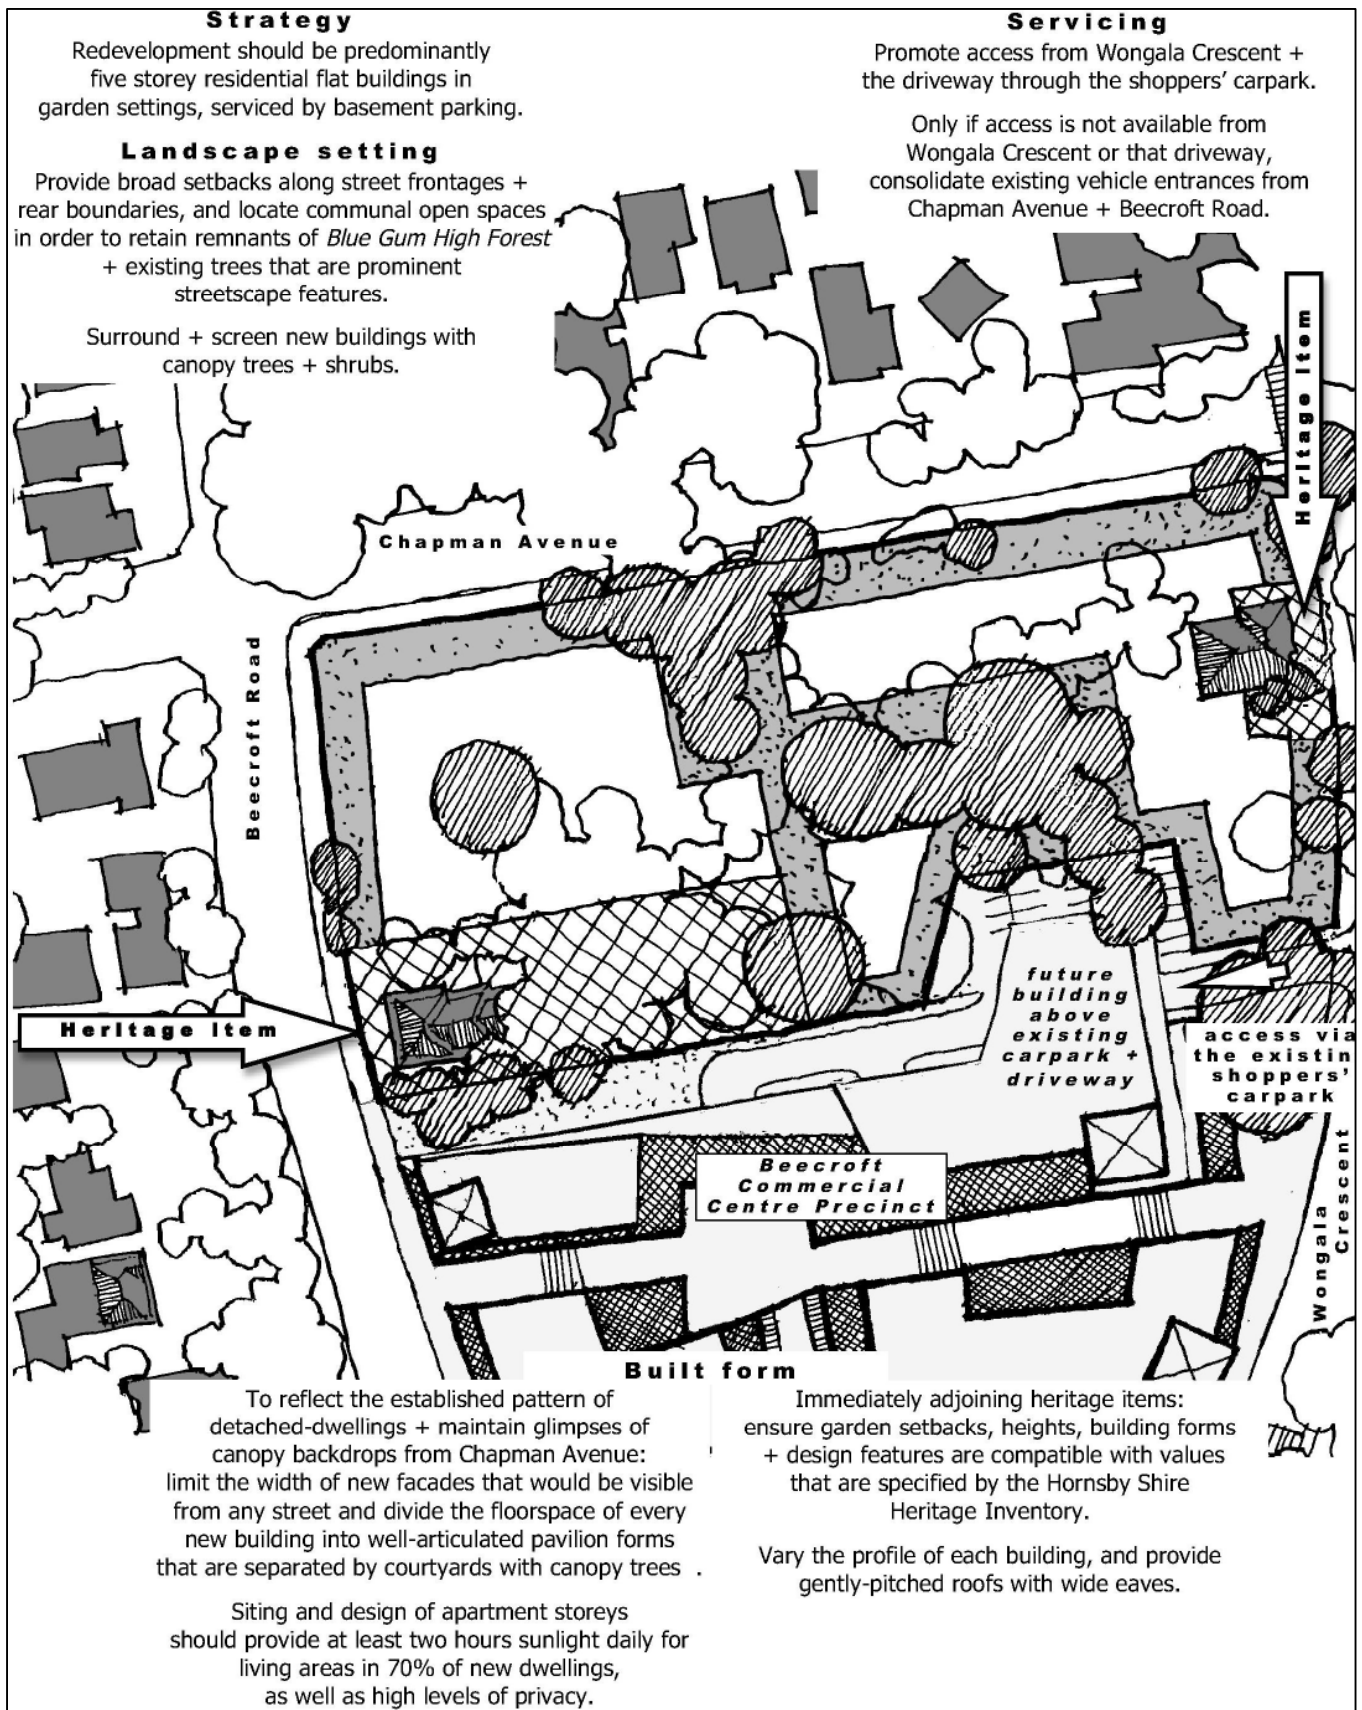 Strategy
Redevelopment should be predominantly
five storey residential flat buildings in
garden settings, serviced by basement parking.
Landscape setting
Provide broad setbacks along street frontages +
rear boundaries, and locate communal open spaces
in order to retain remnants of Blue Gum High Forest
+ existing trees that are prominent
streetscape features.
Surround + screen new buildings with
canopy trees + shrubs.
Servicing
Promote access from Wongala Crescent +
the driveway through the shoppers' carpark.
Only if access is not available from
Wongala Crescent or that driveway,
consolidate existing vehicle entrances from
Chapman Avenue + Beecroft Road.
Heritage Item
Chapman Avenue
Beecroft Road
Heritage Item
future
building
above
existing
carpark +
driveway
access via
the existin
shoppers'
carpark
Beecroft
Commercial
Centre Precinct
Wongala
Crescent
Built form
To reflect the established pattern of
detached-dwellings + maintain glimpses of
canopy backdrops from Chapman Avenue:
limit the width of new facades that would be visible
from any street and divide the floorspace of every
new building into well-articulated pavilion forms
that are separated by courtyards with canopy trees .
Siting and design of apartment storeys
should provide at least two hours sunlight daily for
living areas in 70% of new dwellings,
as well as high levels of privacy.
Immediately adjoining heritage items:
ensure garden setbacks, heights, building forms
+ design features are compatible with values
that are specified by the Hornsby Shire
Heritage Inventory.
Vary the profile of each building, and provide
gently-pitched roofs with wide eaves.